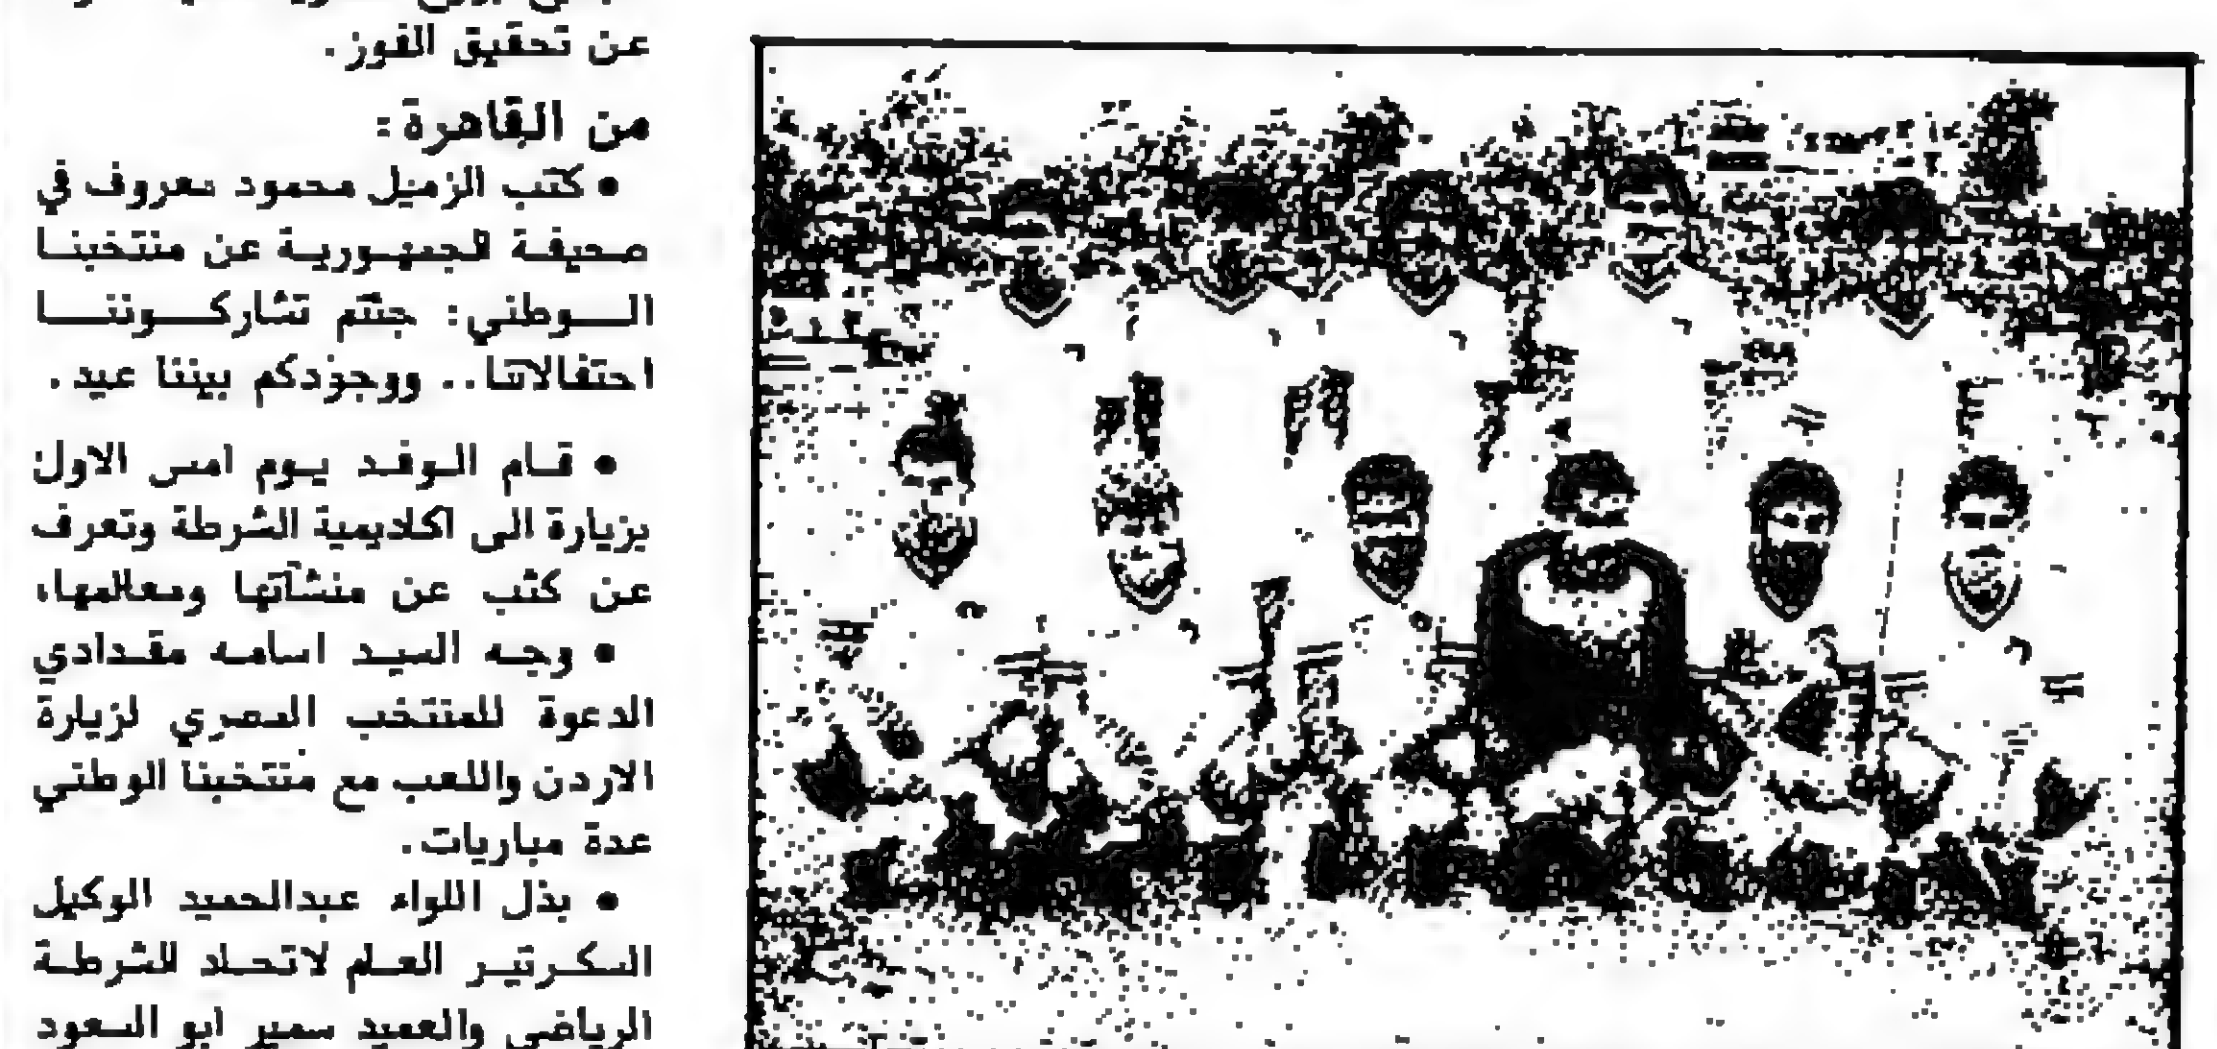 عن تحقيق الفوز.
من القاهرة:
• كتب الزميل محمود معروف في
صحيفة الجمهورية عن منتخبنا
الوطني: جئتم تشاركوننا
احتفالاتنا.. ووجودكم بيننا عيد.
• قام الوفد يوم امس الاول
بزيارة الى اكاديمية الشرطة وتعرف
عن كثب عن منشآتها ومعالمها،
• وجه السيد اسامه مقدادي
الدعوة للمنتخب المصري لزيارة
الاردن واللعب مع منتخبنا الوطني
عدة مباريات.
• بذل اللواء عبدالحميد الوكيل
السكرتير العام لاتحاد الشرطة
الرياضي والعميد سمير ابو السعود